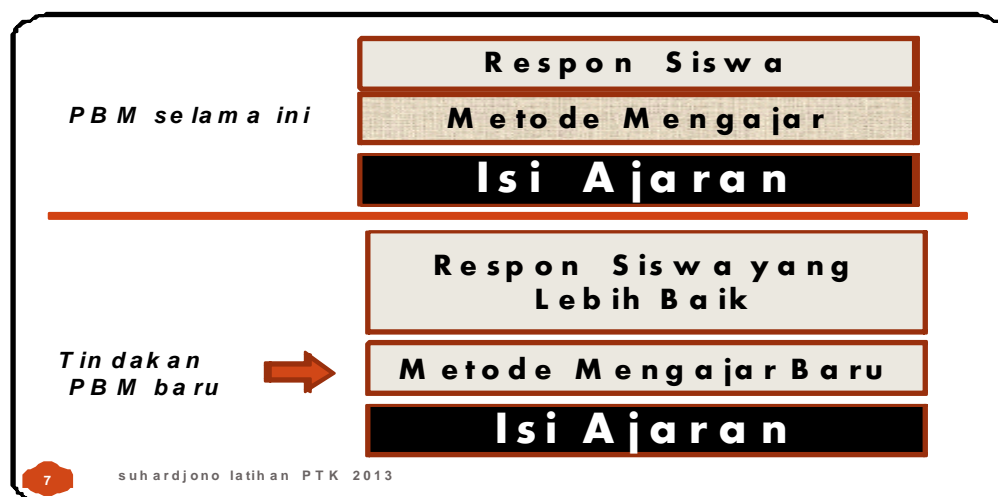 Respon Siswa
PBM selama ini
Metode Mengajar
Isi Ajaran
Respon Siswa yang
Lebih Baik
Tindakan
PBM baru
Metode Mengajar Baru
Isi Ajaran
7
suhardjono latihan PTK 2013